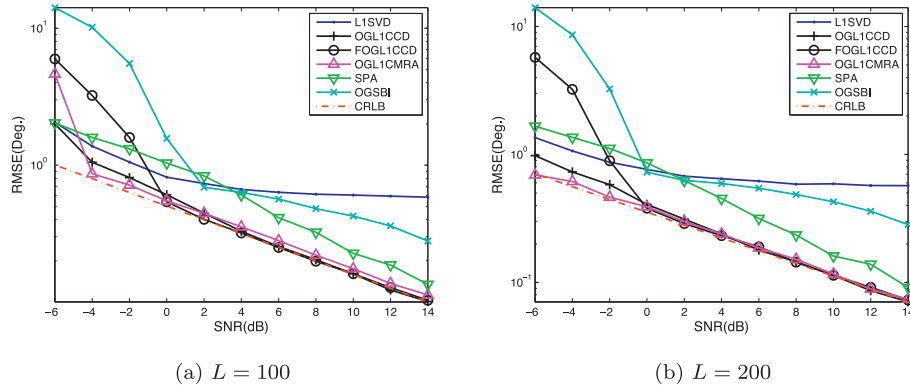 10¹
10⁰
RMSE(Deg.)
-6 -4 -2 0 2 4 6 8 10 12 14
SNR(dB)
L1SVD
OGL1CCD
FOGL1CCD
OGL1CMRA
SPA
OGSBI
CRLB
(a) L = 100
10¹
10⁰
10⁻¹
RMSE(Deg.)
-6 -4 -2 0 2 4 6 8 10 12 14
SNR(dB)
L1SVD
OGL1CCD
FOGL1CCD
OGL1CMRA
SPA
OGSBI
CRLB
(b) L = 200